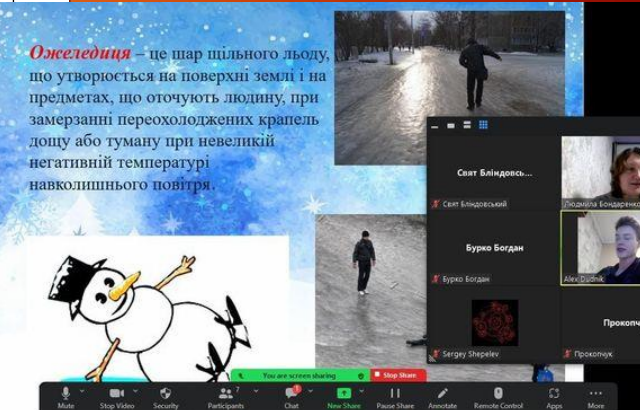 Ожеледиця – це шар щільного льоду,
що утворюється на поверхні землі і на
предметах, що оточують людину, при
замерзанні переохолоджених крапель
дощу або туману при невеликій
негативній температурі
навколишнього повітря.
Свят Бліндовсь...
Свят Бліндовський
Людмила Бондаренко
Бурко Богдан
Бурко Богдан
Alex Dudnik
Прокопч
Sergey Shepelev
Прокопчук
You are screen sharing
Stop Share
7
1
Mute
Stop Video
Security
Participants
Chat
New Share
Pause Share
Annotate
Remote Control
Apps
More